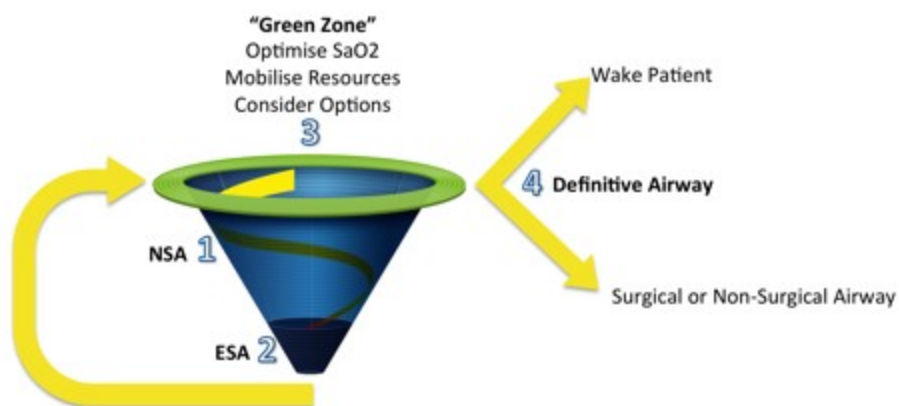 “Green Zone”
Optimise SaO2
Mobilise Resources
Consider Options
3
Wake Patient
4 Definitive Airway
NSA 1
Surgical or Non-Surgical Airway
ESA 2